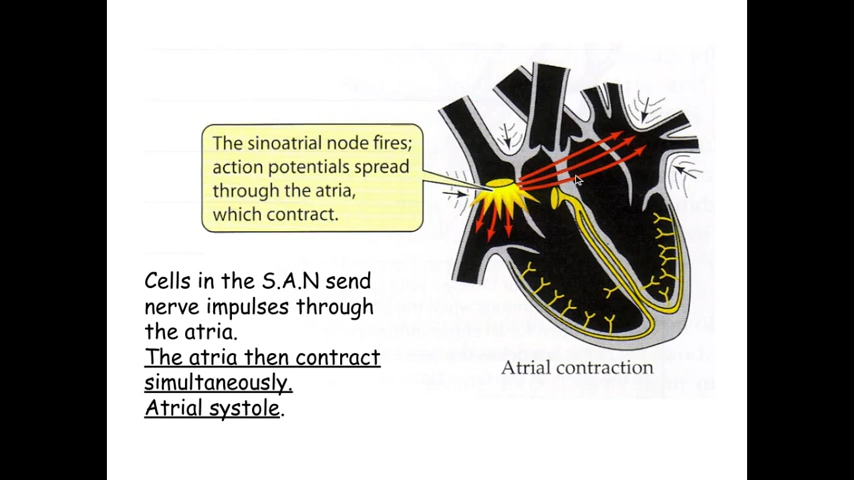 The sinoatrial node fires;
action potentials spread
through the atria,
which contract.
Cells in the S.A.N send
nerve impulses through
the atria.
The atria then contract
simultaneously.
Atrial systole.
Atrial contraction